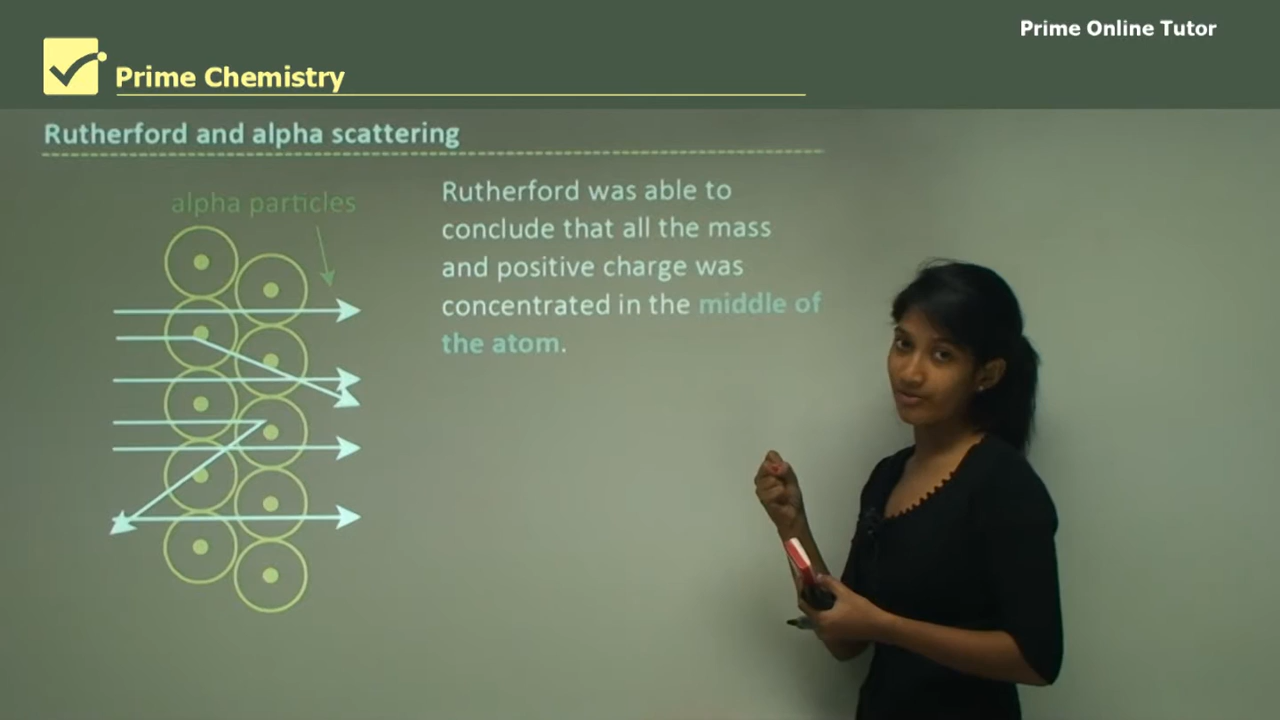 Prime Online Tutor
Prime Chemistry
Rutherford and alpha scattering
alpha particles
Rutherford was able to
conclude that all the mass
and positive charge was
concentrated in the middle of
the atom.